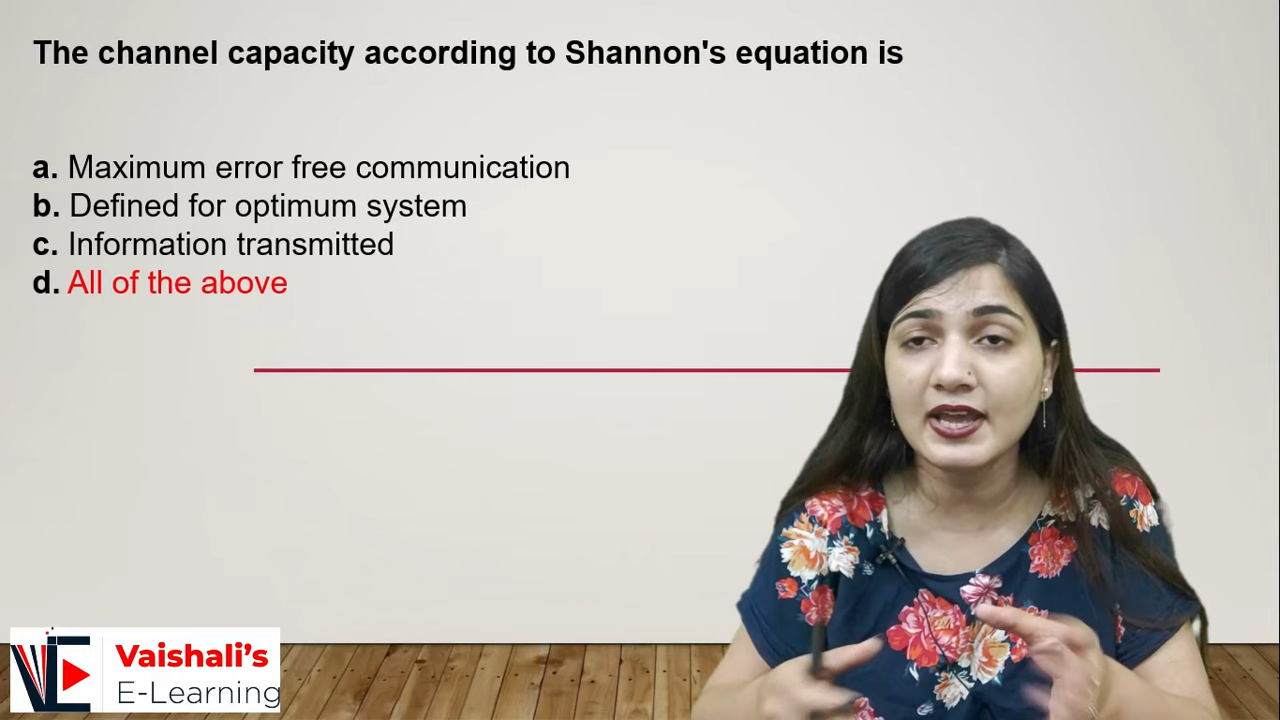 The channel capacity according to Shannon's equation is
a. Maximum error free communication
b. Defined for optimum system
c. Information transmitted
d. All of the above
Vaishali's
E-Learning